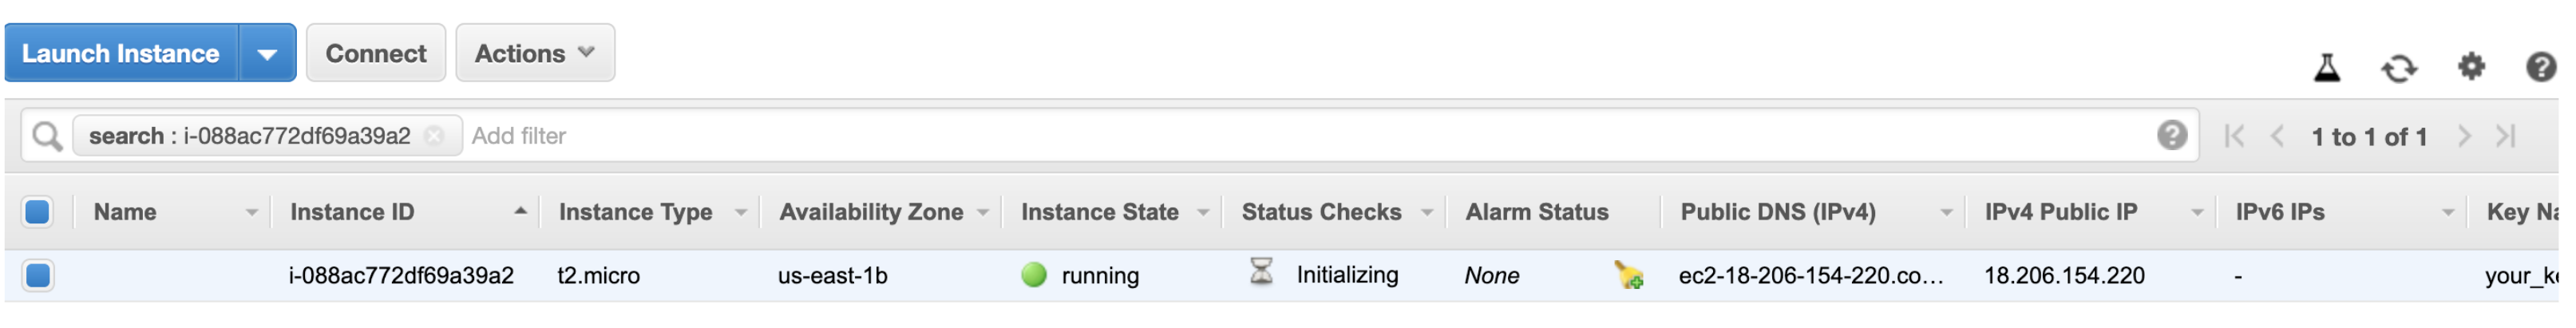 Launch Instance Connect Actions
search : i-088ac772df69a39a2 Add filter 1 to 1 of 1
Name Instance ID Instance Type Availability Zone Instance State Status Checks Alarm Status Public DNS (IPv4) IPv4 Public IP IPv6 IPs Key Na
i-088ac772df69a39a2 t2.micro us-east-1b running Initializing None ec2-18-206-154-220.co... 18.206.154.220 - your_ke